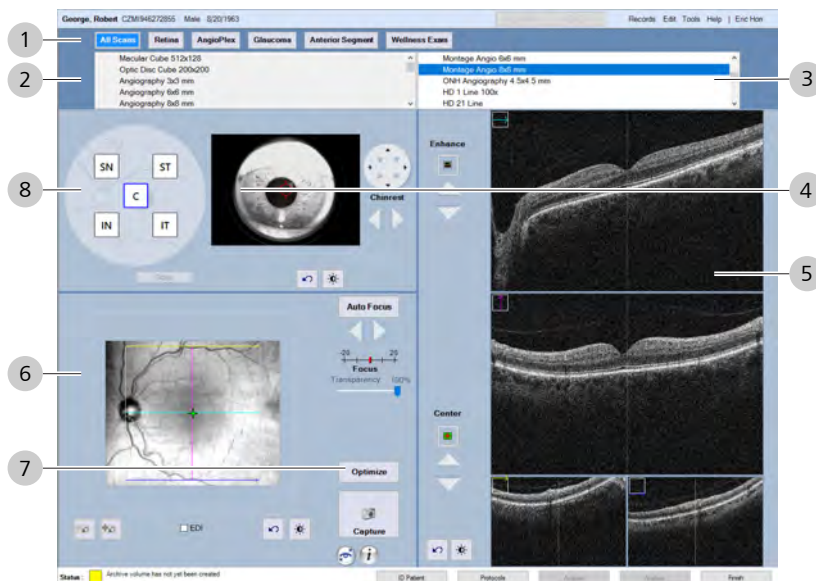 George, Robert CZMI946272855 Male 8/20/1963 Records Edit Tools Help | Eric Hon
1 All Scans Retina AngioPlex Glaucoma Anterior Segment Wellness Exam
Macular Cube 512x128
Optic Disc Cube 200x200
2 Angiography 3x3 mm
Angiography 6x6 mm
Angiography 8x8 mm
Montage Angio 6x6 mm
Montage Angio 8x8 mm
ONH Angiography 4.5x4.5 mm 3
HD 1 Line 100x
HD 21 Line
Enhance
SN ST
8 C 4
Chinrest
IN IT
5
Auto Focus
-20 20
6 Focus
Transparency 100%
Center
7 Optimize
EDI
Capture
Status : Archive volume has not yet been created ID Patient Protocols Analyze Finish